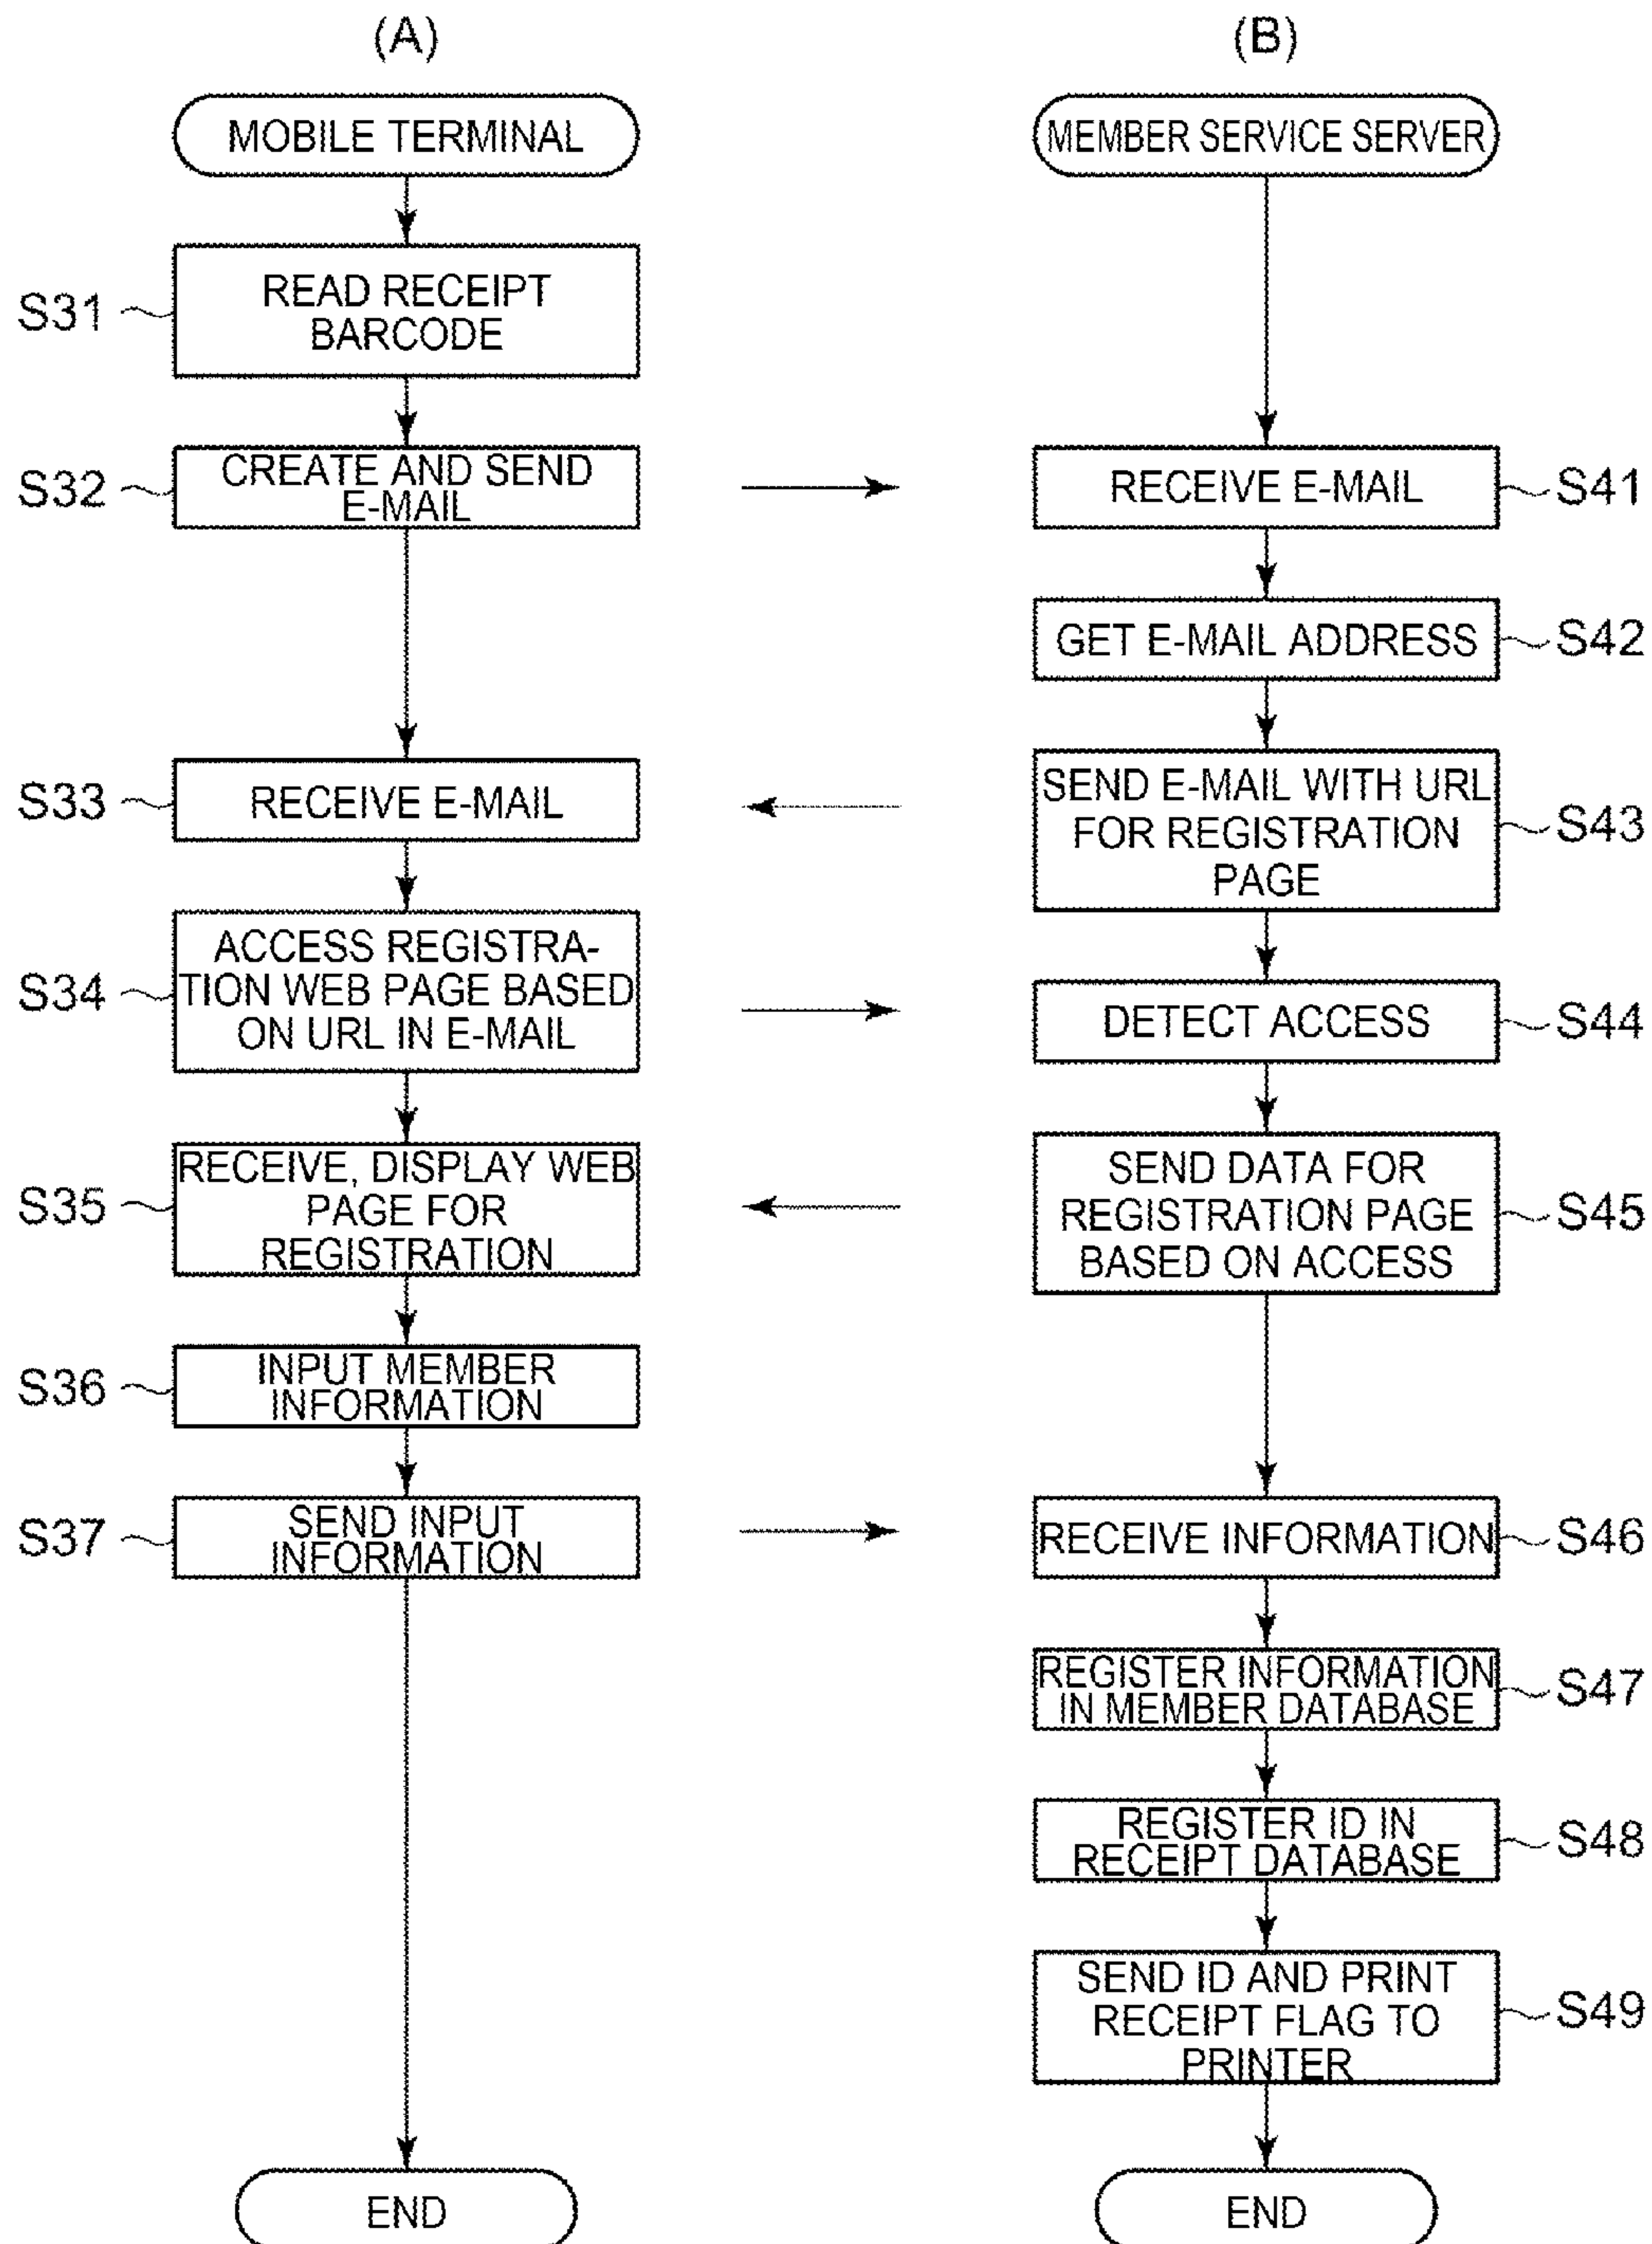 (A)
MOBILE TERMINAL
S31
READ RECEIPT
BARCODE
S32
CREATE AND SEND
E-MAIL
S33
RECEIVE E-MAIL
S34
ACCESS REGISTRA-
TION WEB PAGE BASED
ON URL IN E-MAIL
S35
RECEIVE, DISPLAY WEB
PAGE FOR
REGISTRATION
S36
INPUT MEMBER
INFORMATION
S37
SEND INPUT
INFORMATION
END
(B)
MEMBER SERVICE SERVER
RECEIVE E-MAIL
S41
GET E-MAIL ADDRESS
S42
SEND E-MAIL WITH URL
FOR REGISTRATION
PAGE
S43
DETECT ACCESS
S44
SEND DATA FOR
REGISTRATION PAGE
BASED ON ACCESS
S45
RECEIVE INFORMATION
S46
REGISTER INFORMATION
IN MEMBER DATABASE
S47
REGISTER ID IN
RECEIPT DATABASE
S48
SEND ID AND PRINT
RECEIPT FLAG TO
PRINTER
S49
END